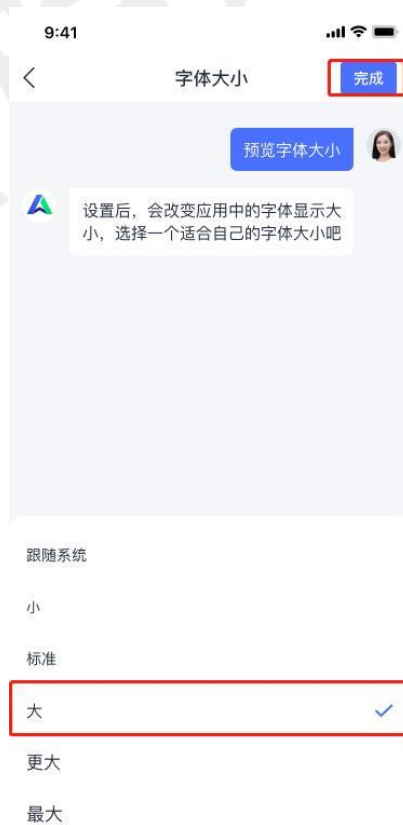 9:41
字体大小
完成
预览字体大小
设置后，会改变应用中的字体显示大
小，选择一个适合自己的字体大小吧
跟随系统
小
标准
大
更大
最大